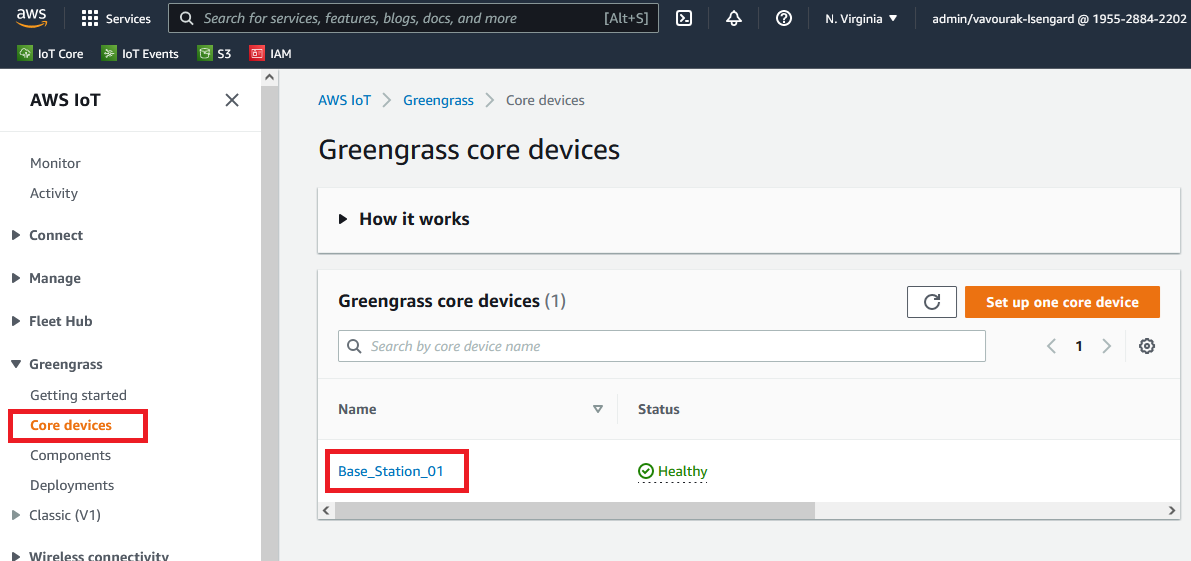 aws
Services
Search for services, features, blogs, docs, and more
[Alt+S]
N. Virginia
admin/vavourak-Isengard @ 1955-2884-2202
IoT Core
IoT Events
S3
IAM
AWS IoT
Monitor
Activity
Connect
Manage
Fleet Hub
Greengrass
Getting started
Core devices
Components
Deployments
Classic (V1)
Wireless connectivity
AWS IoT
Greengrass
Core devices
Greengrass core devices
How it works
Greengrass core devices (1)
Set up one core device
Search by core device name
1
Name
Status
Base_Station_01
Healthy